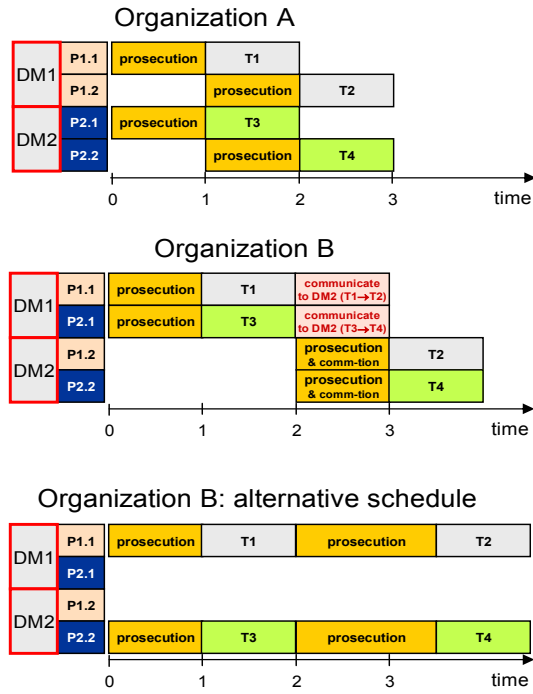 Organization A
DM1
P1.1
prosecution
T1
P1.2
prosecution
T2
DM2
P2.1
prosecution
T3
P2.2
prosecution
T4
0
1
2
3
time
Organization B
DM1
P1.1
prosecution
T1
communicate
to DM2 (T1→T2)
P2.1
prosecution
T3
communicate
to DM2 (T3→T4)
DM2
P1.2
prosecution
& comm-tion
T2
P2.2
prosecution
& comm-tion
T4
0
1
2
3
time
Organization B: alternative schedule
DM1
P1.1
prosecution
T1
prosecution
T2
P2.1
DM2
P1.2
P2.2
prosecution
T3
prosecution
T4
0
1
2
3
time